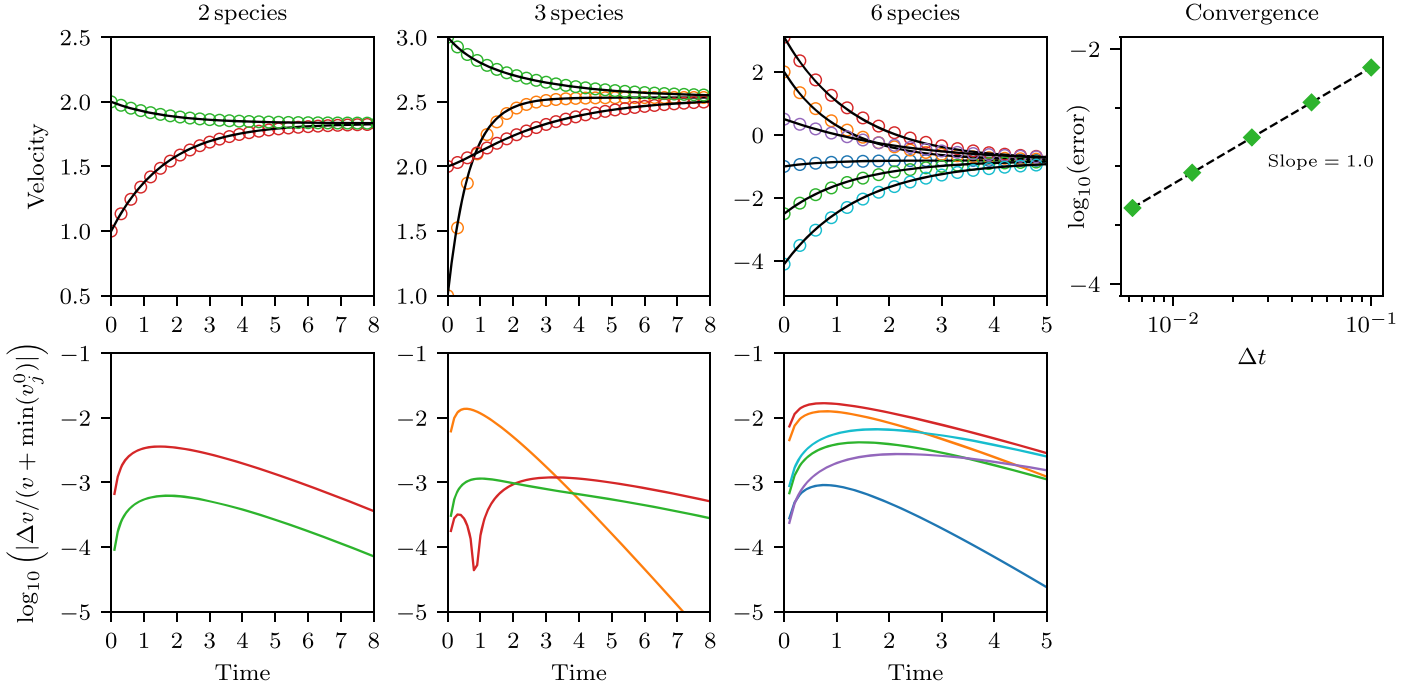 2 species
3 species
6 species
Convergence
Velocity
2.5
2.0
1.5
1.0
0.5
0 1 2 3 4 5 6 7 8
3.0
2.5
2.0
1.5
1.0
0 1 2 3 4 5 6 7 8
2
0
−2
−4
0 1 2 3 4 5
log₁₀(error)
−2
−4
Slope = 1.0
10⁻² 10⁻¹
Δt
log₁₀(|Δv/(v + min(v⁰ⱼ)|)
−1
−2
−3
−4
−5
0 1 2 3 4 5 6 7 8
Time
−1
−2
−3
−4
−5
0 1 2 3 4 5 6 7 8
Time
−1
−2
−3
−4
−5
0 1 2 3 4 5
Time